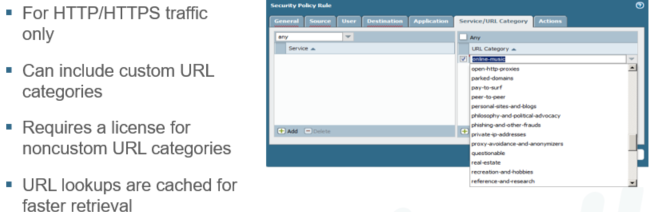 For HTTP/HTTPS traffic
only
Can include custom URL
categories
Requires a license for
noncustom URL categories
URL lookups are cached for
faster retrieval
Security Policy Rule
General Source User Destination Application Service/URL Category Actions
any
Service
Add Delete
Any
URL Category
online-music
open-http-proxies
parked-domains
pay-to-surf
peer-to-peer
personal-sites-and-blogs
philosophy-and-political-advocacy
phishing-and-other-frauds
private-ip-addresses
proxy-avoidance-and-anonymizers
questionable
real-estate
recreation-and-hobbies
reference-and-research